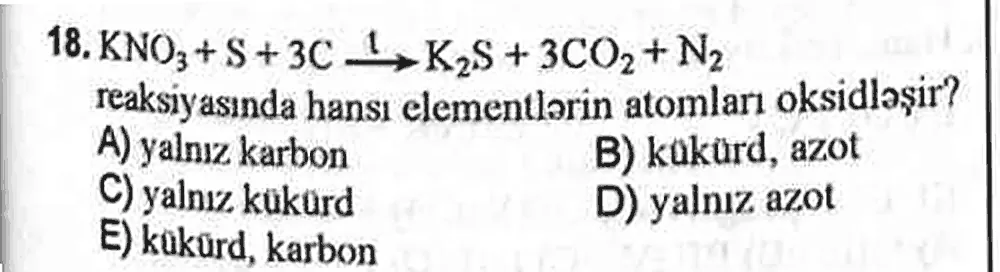 18. KNO₃ + S + 3C —t→ K₂S + 3CO₂ + N₂
reaksiyasında hansı elementlərin atomları oksidləşir?
A) yalnız karbon B) kükürd, azot
C) yalnız kükürd D) yalnız azot
E) kükürd, karbon